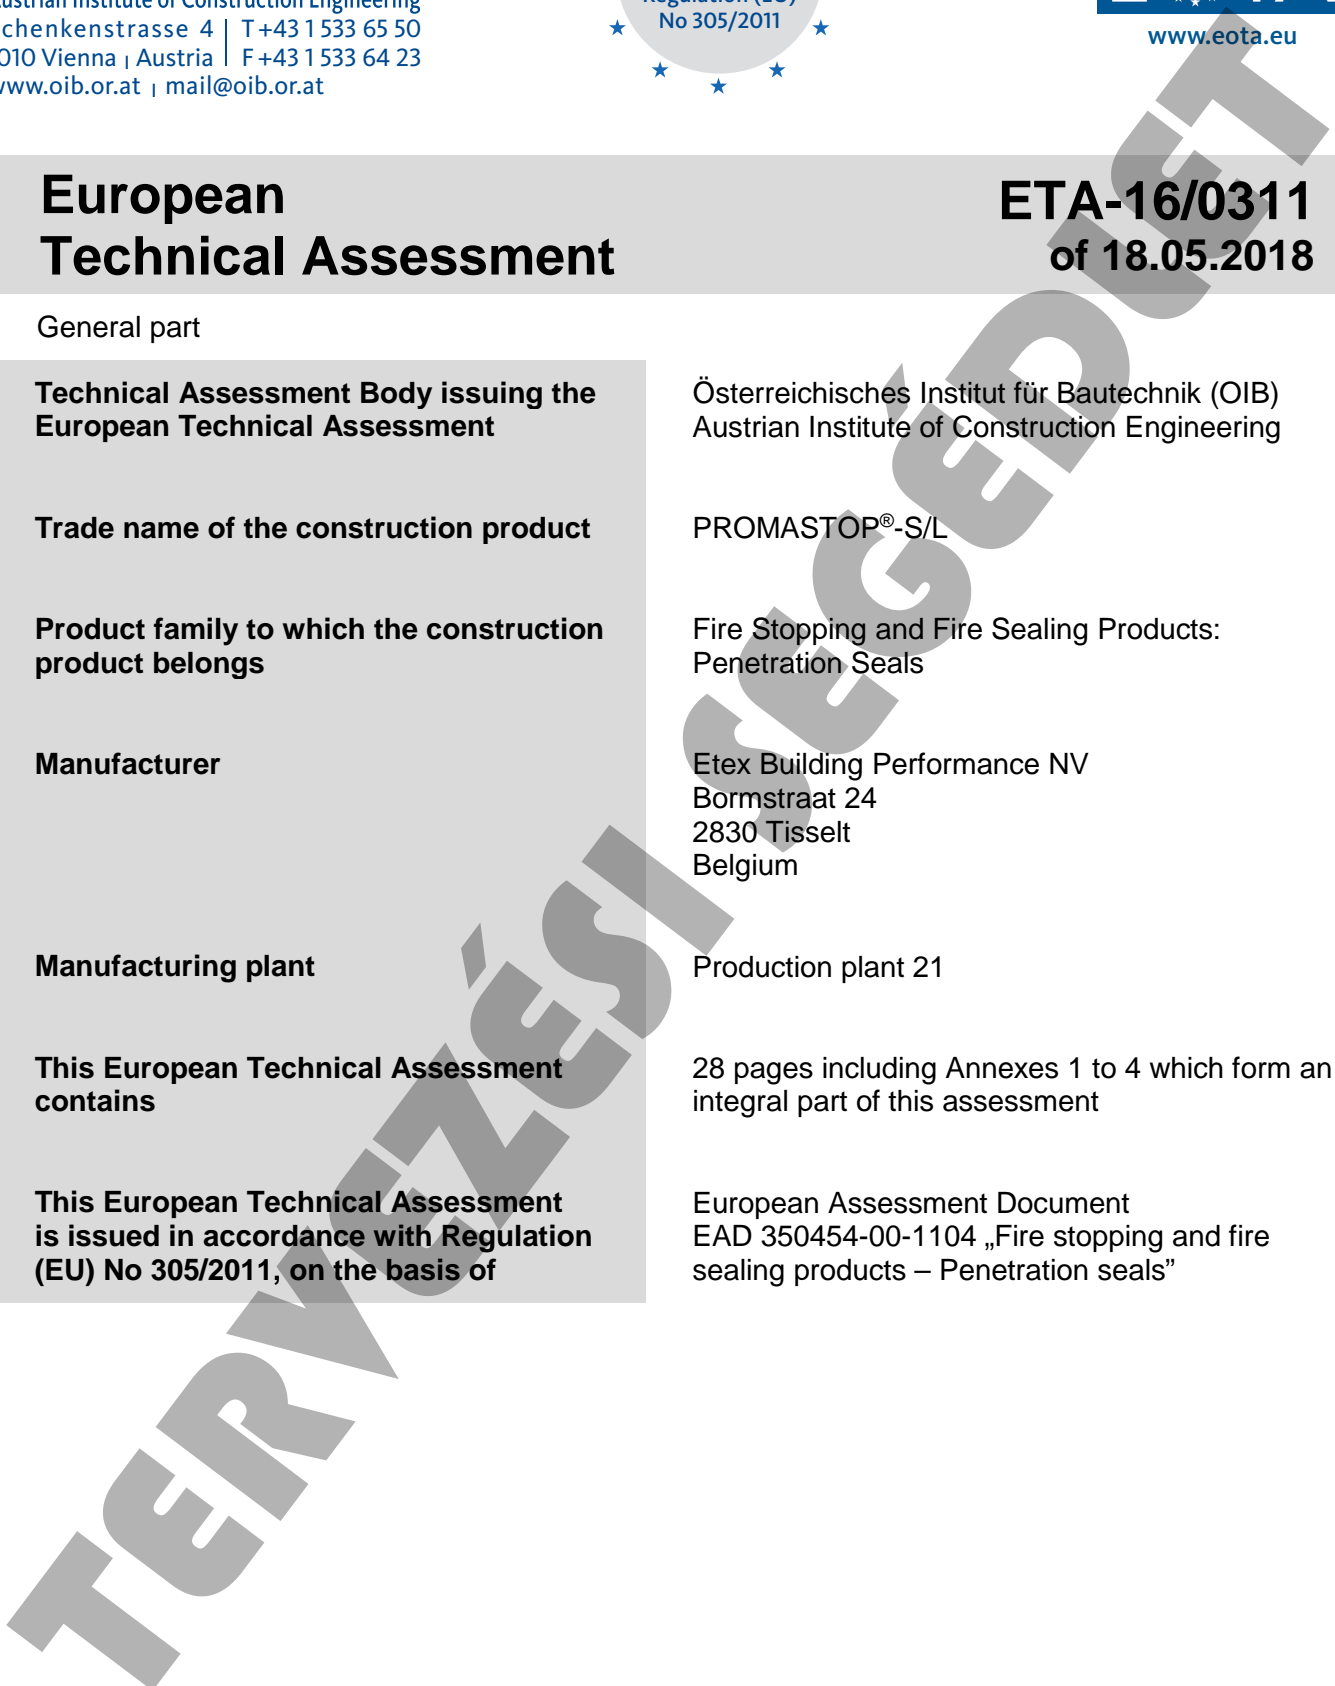 Austrian Institute of Construction Engineering
chenkenstrasse 4 | T +43 1 533 65 50
010 Vienna | Austria | F +43 1 533 64 23
www.oib.or.at | mail@oib.or.at
Regulation (EU)
No 305/2011
www.eota.eu
European
Technical Assessment
ETA-16/0311
of 18.05.2018
General part
Technical Assessment Body issuing the
European Technical Assessment
Österreichisches Institut für Bautechnik (OIB)
Austrian Institute of Construction Engineering
Trade name of the construction product
PROMASTOP®-S/L
Product family to which the construction
product belongs
Fire Stopping and Fire Sealing Products:
Penetration Seals
Manufacturer
Etex Building Performance NV
Bormstraat 24
2830 Tisselt
Belgium
Manufacturing plant
Production plant 21
This European Technical Assessment
contains
28 pages including Annexes 1 to 4 which form an
integral part of this assessment
This European Technical Assessment
is issued in accordance with Regulation
(EU) No 305/2011, on the basis of
European Assessment Document
EAD 350454-00-1104 „Fire stopping and fire
sealing products – Penetration seals”
TERVEZÉSI SEGÉDLET